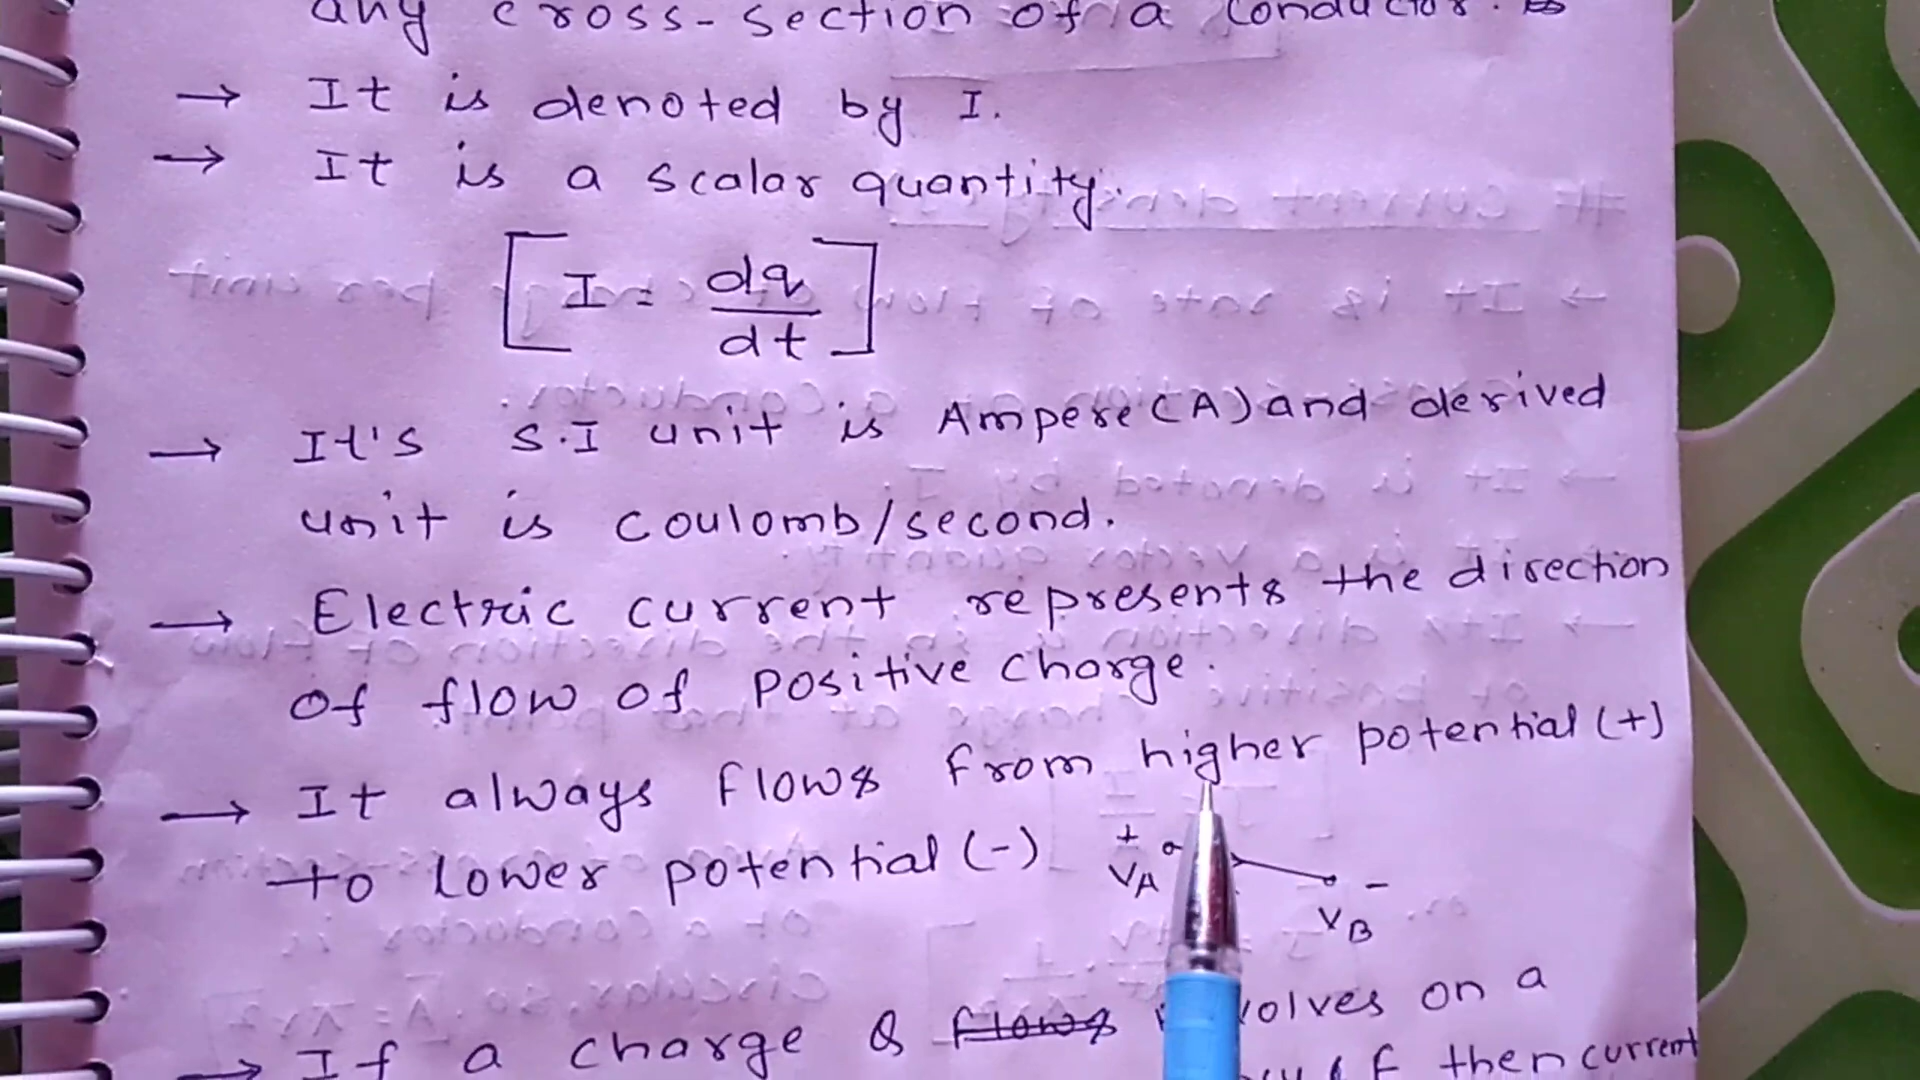 any cross-section of a conductor.
→ It is denoted by I.
→ It is a scalar quantity.
[I = dq/dt]
→ It's S.I unit is Ampere(A) and derived
unit is coulomb/second.
→ Electric current represents the direction
of flow of positive charge.
→ It always flows from higher potential (+)
to lower potential (-)
+ VA - VB
→ If a charge Q flows volves on a
f then current